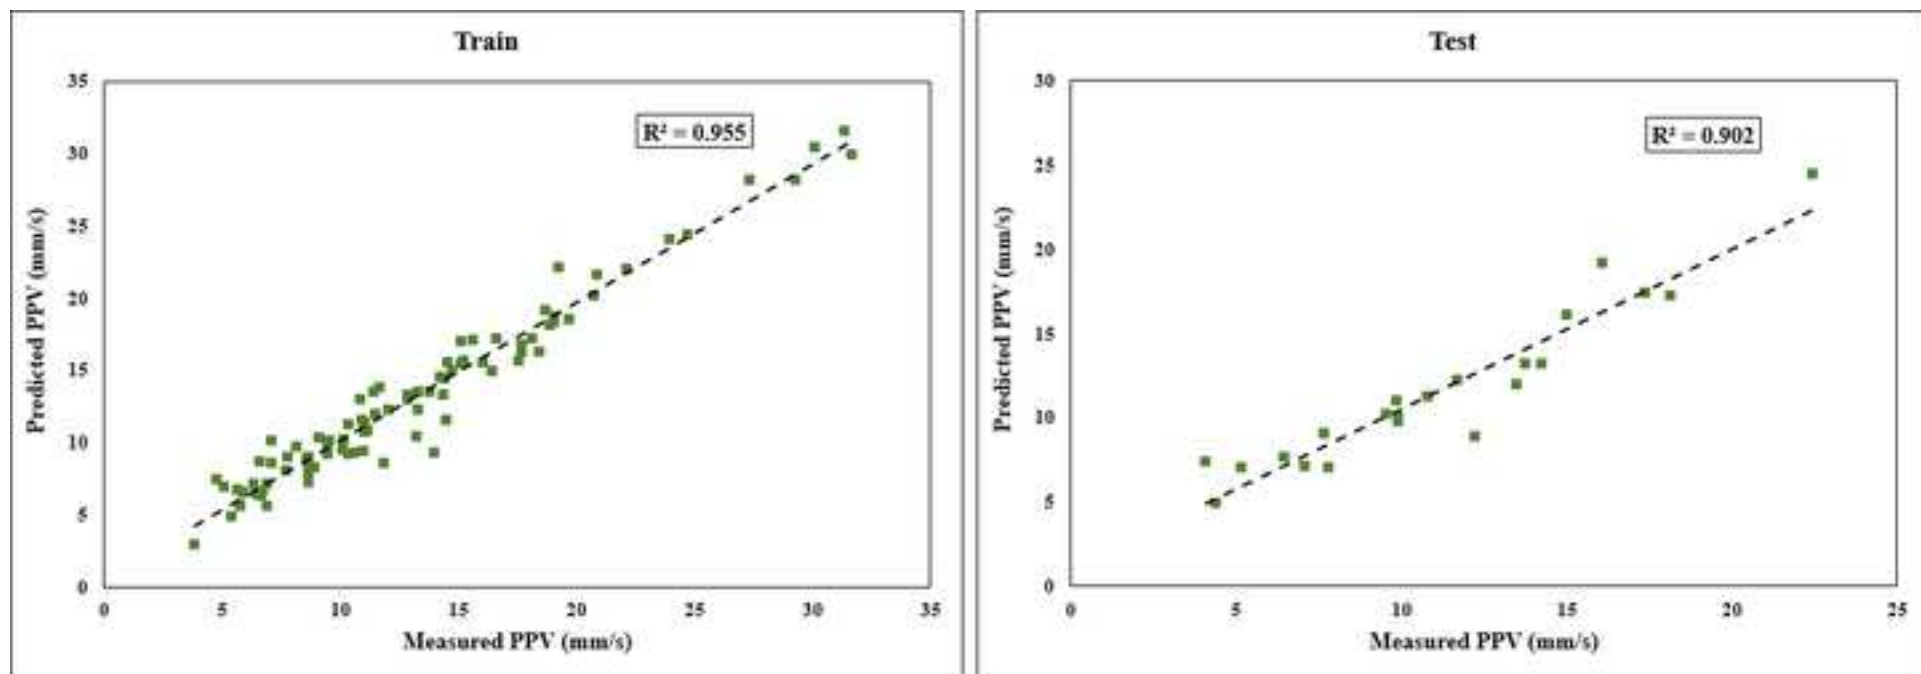 Train
35
30
25
20
15
10
5
0
Predicted PPV (mm/s)
R² = 0.955
0 5 10 15 20 25 30 35
Measured PPV (mm/s)
Test
30
25
20
15
10
5
0
Predicted PPV (mm/s)
R² = 0.902
0 5 10 15 20 25
Measured PPV (mm/s)